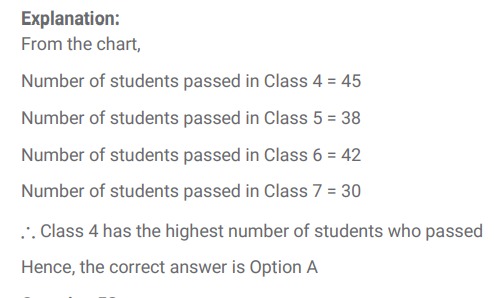 Explanation:
From the chart,
Number of students passed in Class 4 = 45
Number of students passed in Class 5 = 38
Number of students passed in Class 6 = 42
Number of students passed in Class 7 = 30
∴ Class 4 has the highest number of students who passed
Hence, the correct answer is Option A